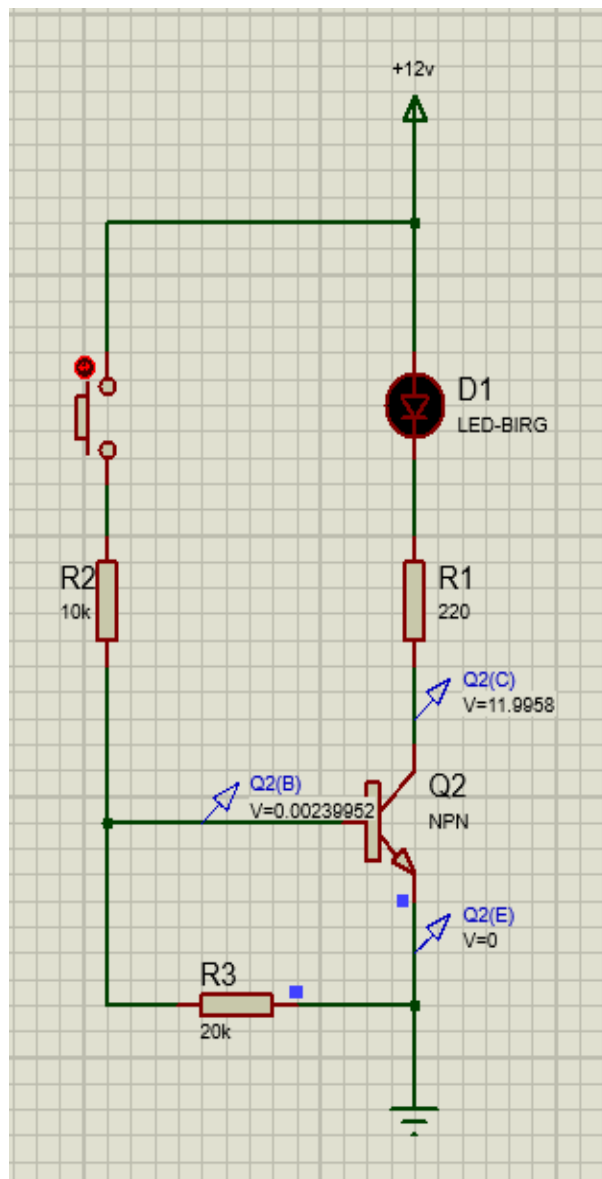 +12v
D1
LED-BIRG
R2
10k
R1
220
Q2(C)
V=11.9958
Q2(B)
V=0.00239952
Q2
NPN
Q2(E)
V=0
R3
20k